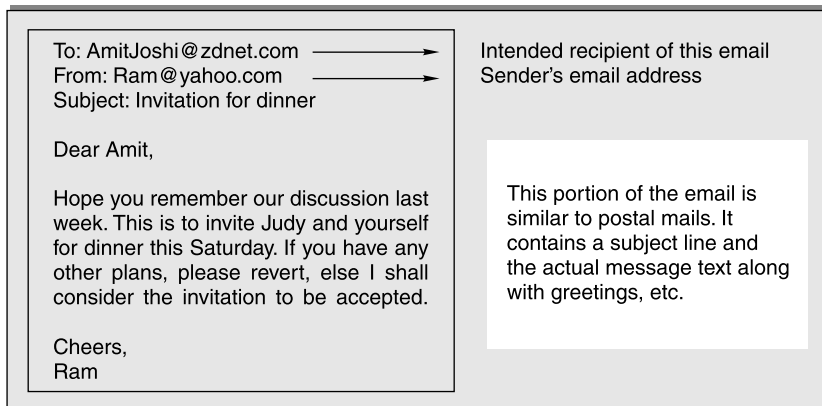 To: AmitJoshi@zdnet.com
From: Ram@yahoo.com
Subject: Invitation for dinner
Dear Amit,
Hope you remember our discussion last
week. This is to invite Judy and yourself
for dinner this Saturday. If you have any
other plans, please revert, else I shall
consider the invitation to be accepted.
Cheers,
Ram
Intended recipient of this email
Sender's email address
This portion of the email is
similar to postal mails. It
contains a subject line and
the actual message text along
with greetings, etc.